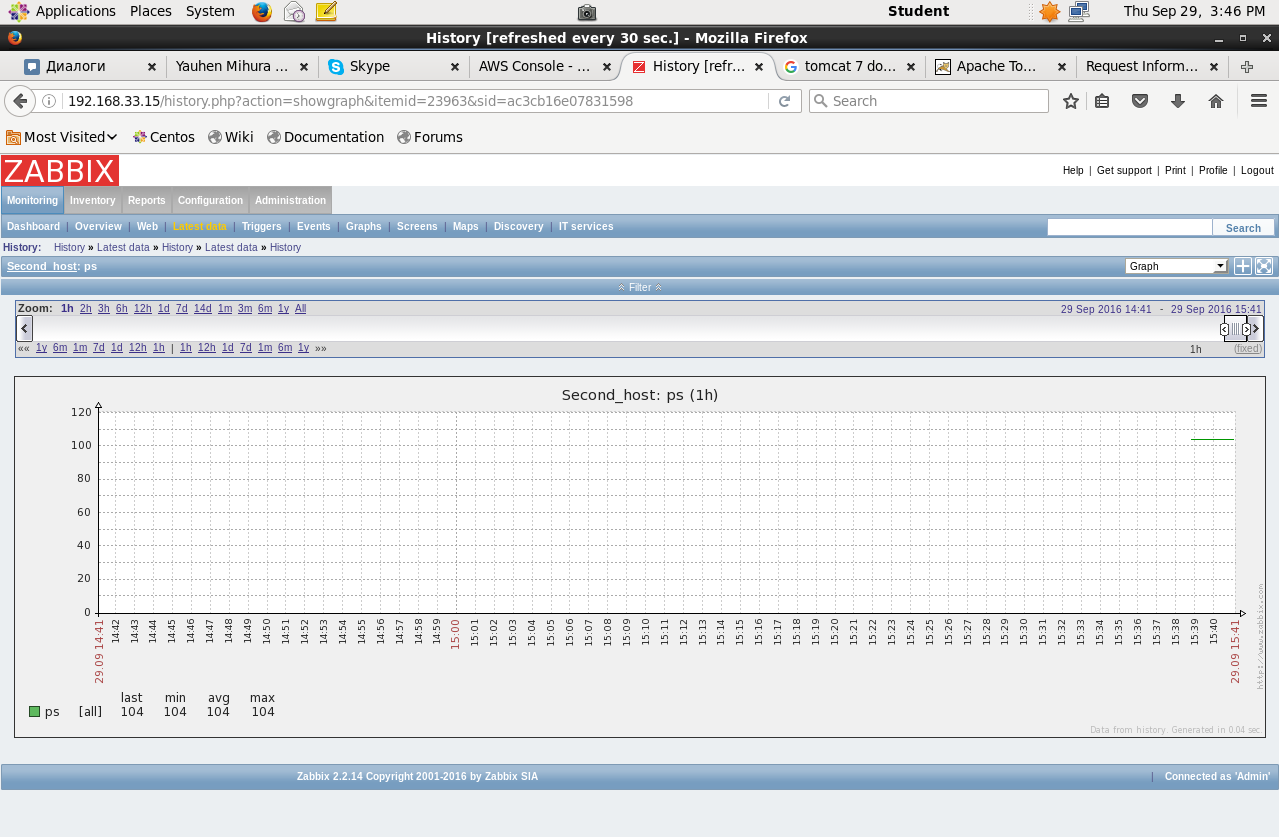 Applications Places System Student Thu Sep 29, 3:46 PM
History [refreshed every 30 sec.] - Mozilla Firefox
Диалоги Yauhen Mihura ... Skype AWS Console - ... History [refr... tomcat 7 do... Apache To... Request Inform...
192.168.33.15/history.php?action=showgraph&itemid=23963&sid=ac3cb16e07831598 Search
Most Visited Centos Wiki Documentation Forums
ZABBIX Help | Get support | Print | Profile | Logout
Monitoring Inventory Reports Configuration Administration
Dashboard | Overview | Web | Latest data | Triggers | Events | Graphs | Screens | Maps | Discovery | IT services Search
History: History » Latest data » History » Latest data » History
Second_host: ps Graph
Filter
Zoom: 1h 2h 3h 6h 12h 1d 7d 14d 1m 3m 6m 1y All 29 Sep 2016 14:41 - 29 Sep 2016 15:41
«« 1y 6m 1m 7d 1d 12h 1h | 1h 12h 1d 7d 1m 6m 1y »» 1h (fixed)
Second_host: ps (1h)
120
100
80
60
40
20
0
29.09 14:41 14:42 14:43 14:44 14:45 14:46 14:47 14:48 14:49 14:50 14:51 14:52 14:53 14:54 14:55 14:56 14:57 14:58 14:59 15:00 15:01 15:02 15:03 15:04 15:05 15:06 15:07 15:08 15:09 15:10 15:11 15:12 15:13 15:14 15:15 15:16 15:17 15:18 15:19 15:20 15:21 15:22 15:23 15:24 15:25 15:26 15:27 15:28 15:29 15:30 15:31 15:32 15:33 15:34 15:35 15:36 15:37 15:38 15:39 15:40 29.09 15:41
http://www.zabbix.com
last min avg max
ps [all] 104 104 104 104
Data from history. Generated in 0.04 sec.
Zabbix 2.2.14 Copyright 2001-2016 by Zabbix SIA | Connected as 'Admin'